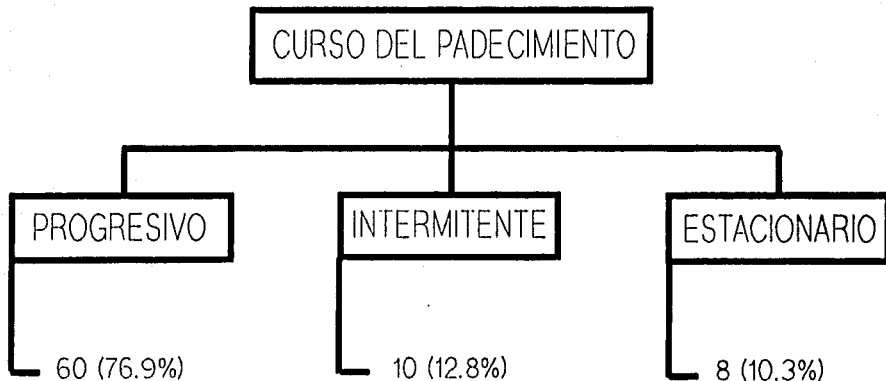 CURSO DEL PADECIMIENTO
PROGRESIVO
INTERMITENTE
ESTACIONARIO
60 (76.9%)
10 (12.8%)
8 (10.3%)